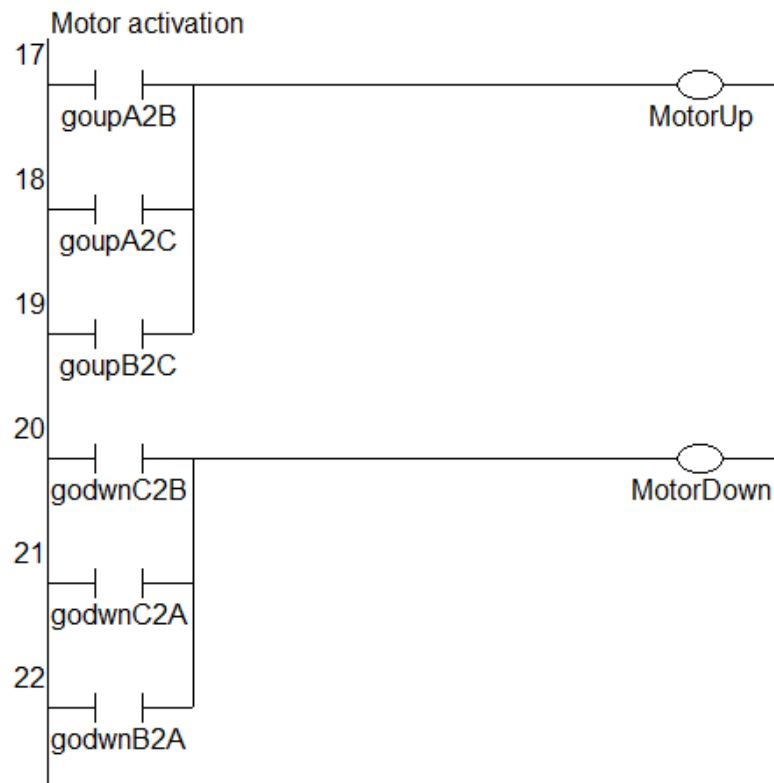 Motor activation
17
goupA2B
MotorUp
18
goupA2C
19
goupB2C
20
godwnC2B
MotorDown
21
godwnC2A
22
godwnB2A